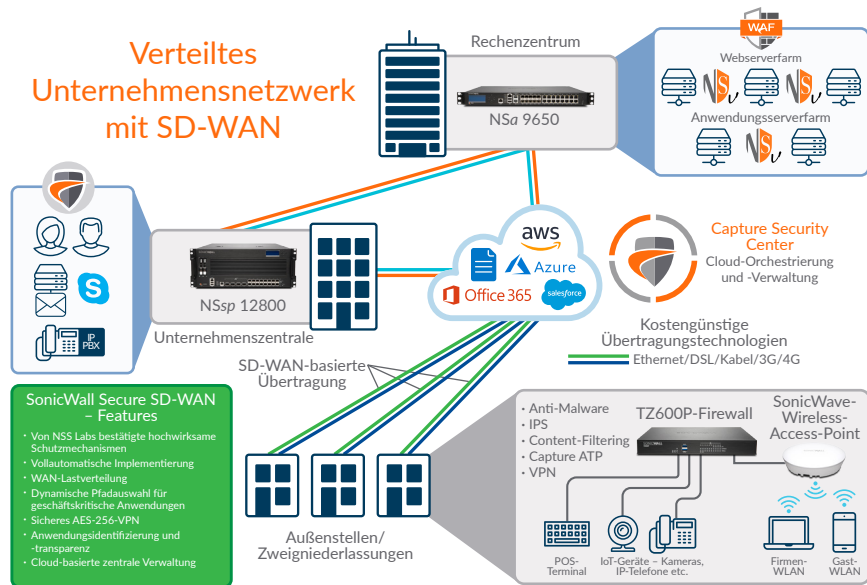 Verteiltes
Unternehmensnetzwerk
mit SD-WAN
Rechenzentrum
NSa 9650
WAF
Webserverfarm
NSv
NSv
Anwendungsserverfarm
NSv
NSsp 12800
Unternehmenszentrale
IP
PBX
aws
Azure
Office 365
salesforce
Capture Security
Center
Cloud-Orchestrierung
und -Verwaltung
Kostengünstige
Übertragungstechnologien
Ethernet/DSL/Kabel/3G/4G
SD-WAN-basierte
Übertragung
SonicWall Secure SD-WAN
– Features
• Von NSS Labs bestätigte hochwirksame
Schutzmechanismen
• Vollautomatische Implementierung
• WAN-Lastverteilung
• Dynamische Pfadauswahl für
geschäftskritische Anwendungen
• Sicheres AES-256-VPN
• Anwendungsidentifizierung und
-transparenz
• Cloud-basierte zentrale Verwaltung
Außenstellen/
Zweigniederlassungen
• Anti-Malware
• IPS
• Content-Filtering
• Capture ATP
• VPN
TZ600P-Firewall
SonicWave-
Wireless-
Access-Point
POS-
Terminal
IoT-Geräte – Kameras,
IP-Telefone etc.
Firmen-
WLAN
Gast-
WLAN